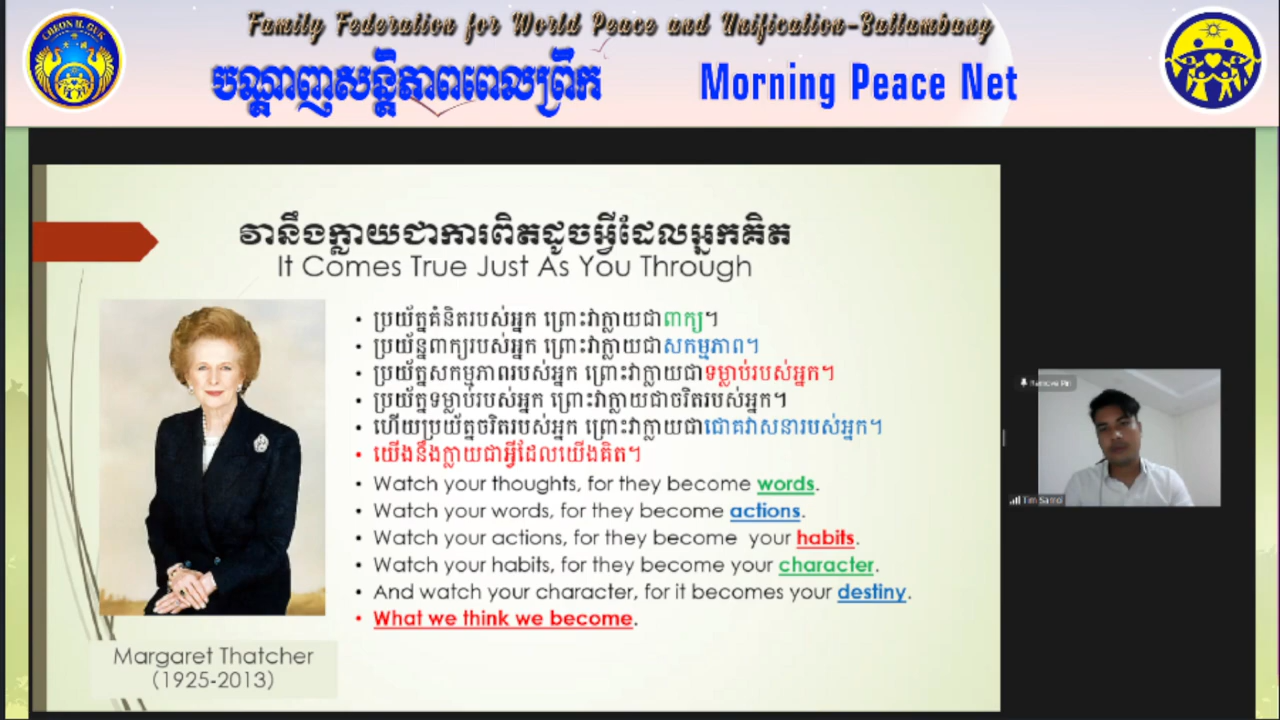 CHEON IL GUK
Family Federation for World Peace and Unification-Battambang
បណ្ដាញសន្តិភាពពេលព្រឹក
Morning Peace Net
វានឹងក្លាយជាការពិតដូចអ្វីដែលអ្នកគិត
It Comes True Just As You Through
• ប្រយ័ត្នគំនិតរបស់អ្នក ព្រោះវាក្លាយជាពាក្យ។
• ប្រយ័ន្នពាក្យរបស់អ្នក ព្រោះវាក្លាយជាសកម្មភាព។
• ប្រយ័ត្នសកម្មភាពរបស់អ្នក ព្រោះវាក្លាយជាទម្លាប់របស់អ្នក។
• ប្រយ័ត្នទម្លាប់របស់អ្នក ព្រោះវាក្លាយជាចរិតរបស់អ្នក។
• ហើយប្រយ័ត្នចរិតរបស់អ្នក ព្រោះវាក្លាយជាជោគវាសនារបស់អ្នក។
• យើងនឹងក្លាយជាអ្វីដែលយើងគិត។
• Watch your thoughts, for they become words.
• Watch your words, for they become actions.
• Watch your actions, for they become your habits.
• Watch your habits, for they become your character.
• And watch your character, for it becomes your destiny.
• What we think we become.
Margaret Thatcher
(1925-2013)
Remove Pin
Tim Samol